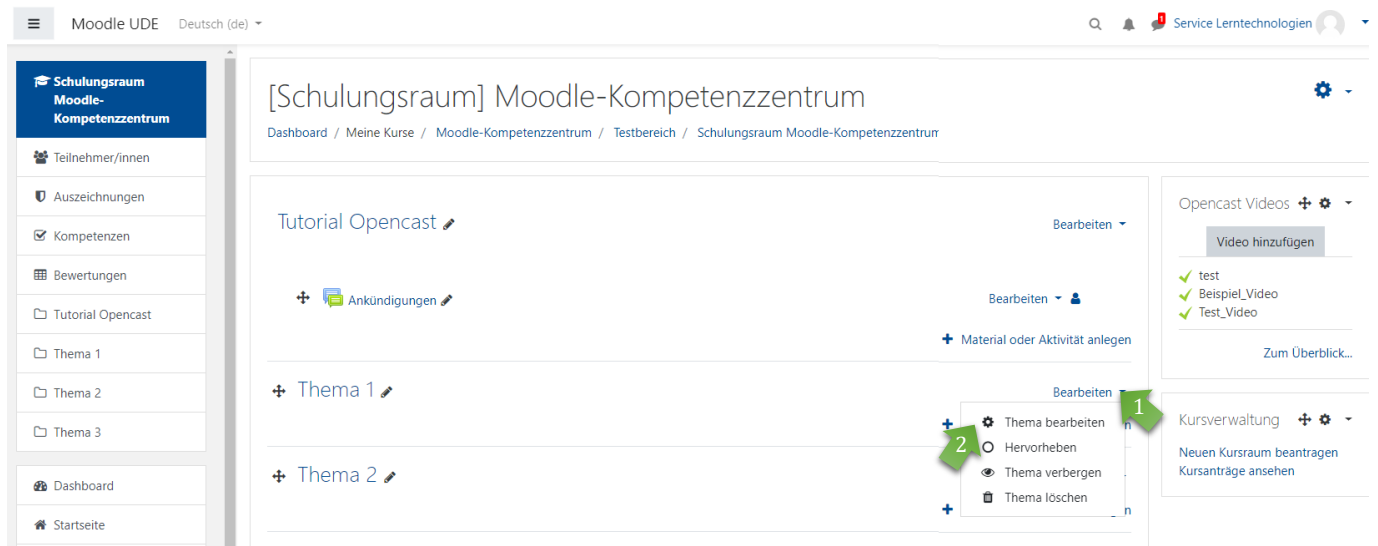 Moodle UDE Deutsch (de)
1
Service Lerntechnologien
Schulungsraum
Moodle-
Kompetenzzentrum
Teilnehmer/innen
Auszeichnungen
Kompetenzen
Bewertungen
Tutorial Opencast
Thema 1
Thema 2
Thema 3
Dashboard
Startseite
[Schulungsraum] Moodle-Kompetenzzentrum
Dashboard / Meine Kurse / Moodle-Kompetenzzentrum / Testbereich / Schulungsraum Moodle-Kompetenzzentrum
Tutorial Opencast
Bearbeiten
Ankündigungen
Bearbeiten
+ Material oder Aktivität anlegen
Thema 1
Bearbeiten
1
Thema bearbeiten
2
Hervorheben
Thema verbergen
Thema löschen
Thema 2
Opencast Videos
Video hinzufügen
test
Beispiel_Video
Test_Video
Zum Überblick...
Kursverwaltung
Neuen Kursraum beantragen
Kursanträge ansehen